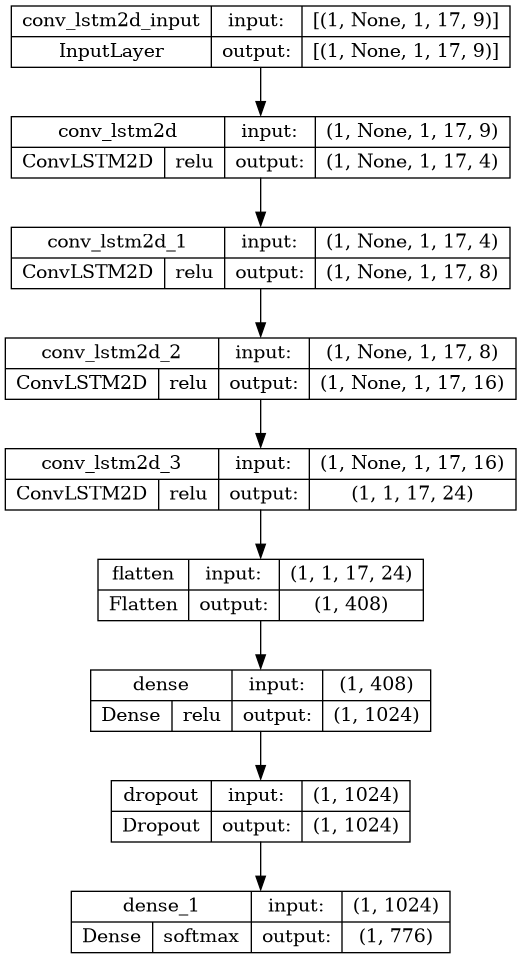 conv_lstm2d_input input: [(1, None, 1, 17, 9)]
InputLayer output: [(1, None, 1, 17, 9)]
conv_lstm2d input: (1, None, 1, 17, 9)
ConvLSTM2D relu output: (1, None, 1, 17, 4)
conv_lstm2d_1 input: (1, None, 1, 17, 4)
ConvLSTM2D relu output: (1, None, 1, 17, 8)
conv_lstm2d_2 input: (1, None, 1, 17, 8)
ConvLSTM2D relu output: (1, None, 1, 17, 16)
conv_lstm2d_3 input: (1, None, 1, 17, 16)
ConvLSTM2D relu output: (1, 1, 17, 24)
flatten input: (1, 1, 17, 24)
Flatten output: (1, 408)
dense input: (1, 408)
Dense relu output: (1, 1024)
dropout input: (1, 1024)
Dropout output: (1, 1024)
dense_1 input: (1, 1024)
Dense softmax output: (1, 776)